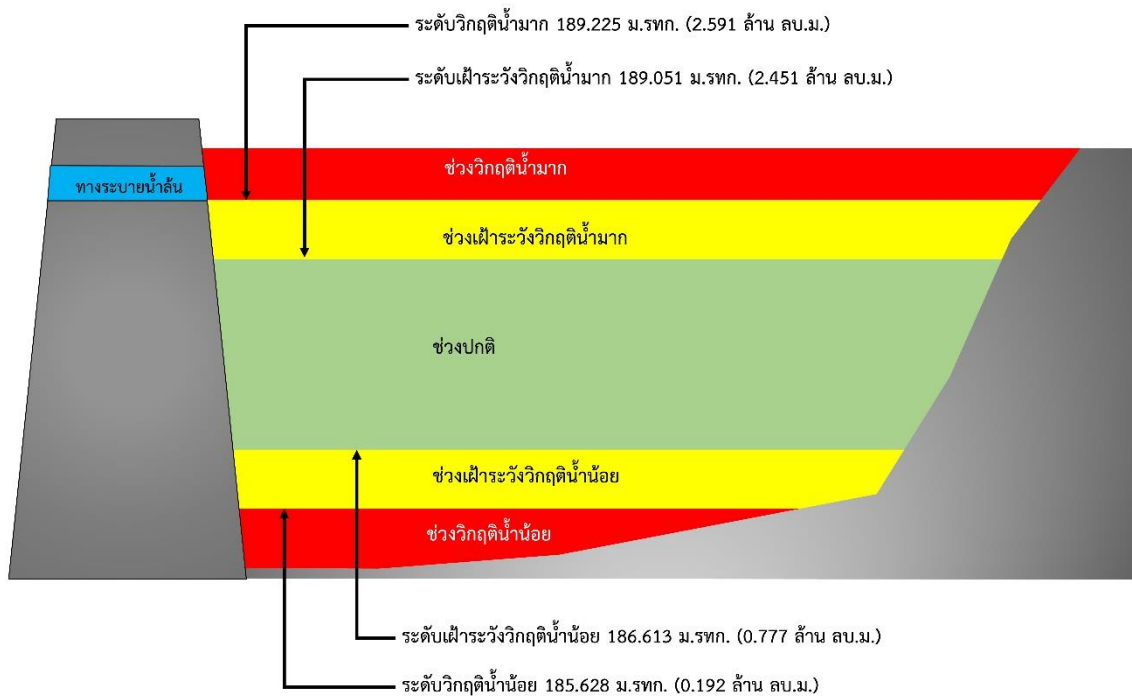 ระดับวิกฤติน้ำมาก 189.225 ม.รทก. (2.591 ล้าน ลบ.ม.)
ระดับเฝ้าระวังวิกฤติน้ำมาก 189.051 ม.รทก. (2.451 ล้าน ลบ.ม.)
ช่วงวิกฤติน้ำมาก
ทางระบายน้ำล้น
ช่วงเฝ้าระวังวิกฤติน้ำมาก
ช่วงปกติ
ช่วงเฝ้าระวังวิกฤติน้ำน้อย
ช่วงวิกฤติน้ำน้อย
ระดับเฝ้าระวังวิกฤติน้ำน้อย 186.613 ม.รทก. (0.777 ล้าน ลบ.ม.)
ระดับวิกฤติน้ำน้อย 185.628 ม.รทก. (0.192 ล้าน ลบ.ม.)